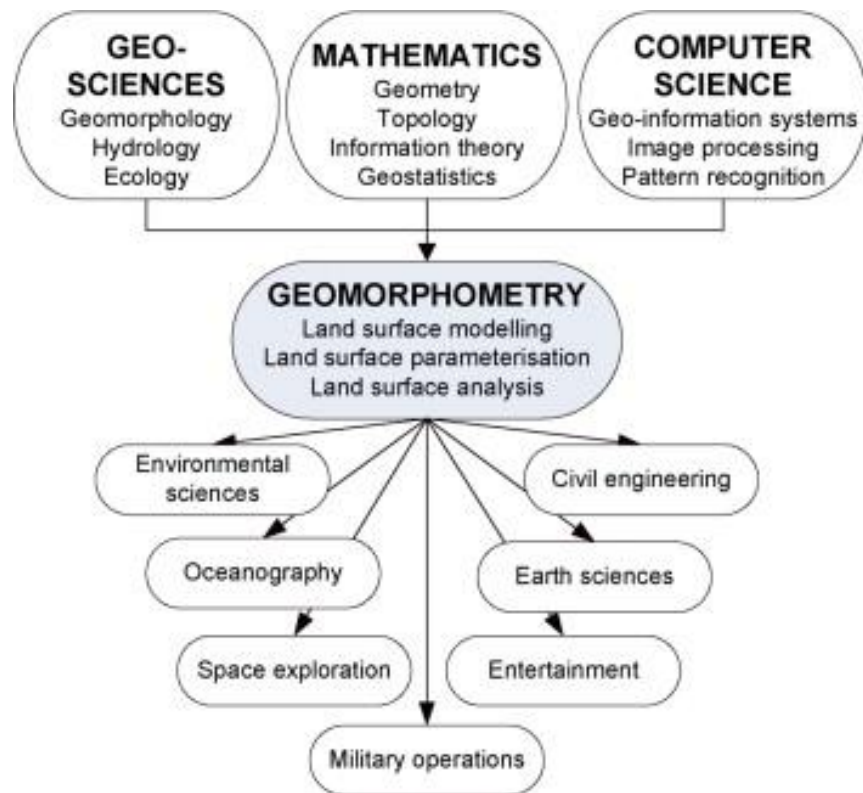 GEO-
SCIENCES
Geomorphology
Hydrology
Ecology
MATHEMATICS
Geometry
Topology
Information theory
Geostatistics
COMPUTER
SCIENCE
Geo-information systems
Image processing
Pattern recognition
GEOMORPHOMETRY
Land surface modelling
Land surface parameterisation
Land surface analysis
Environmental
sciences
Civil engineering
Oceanography
Earth sciences
Space exploration
Entertainment
Military operations